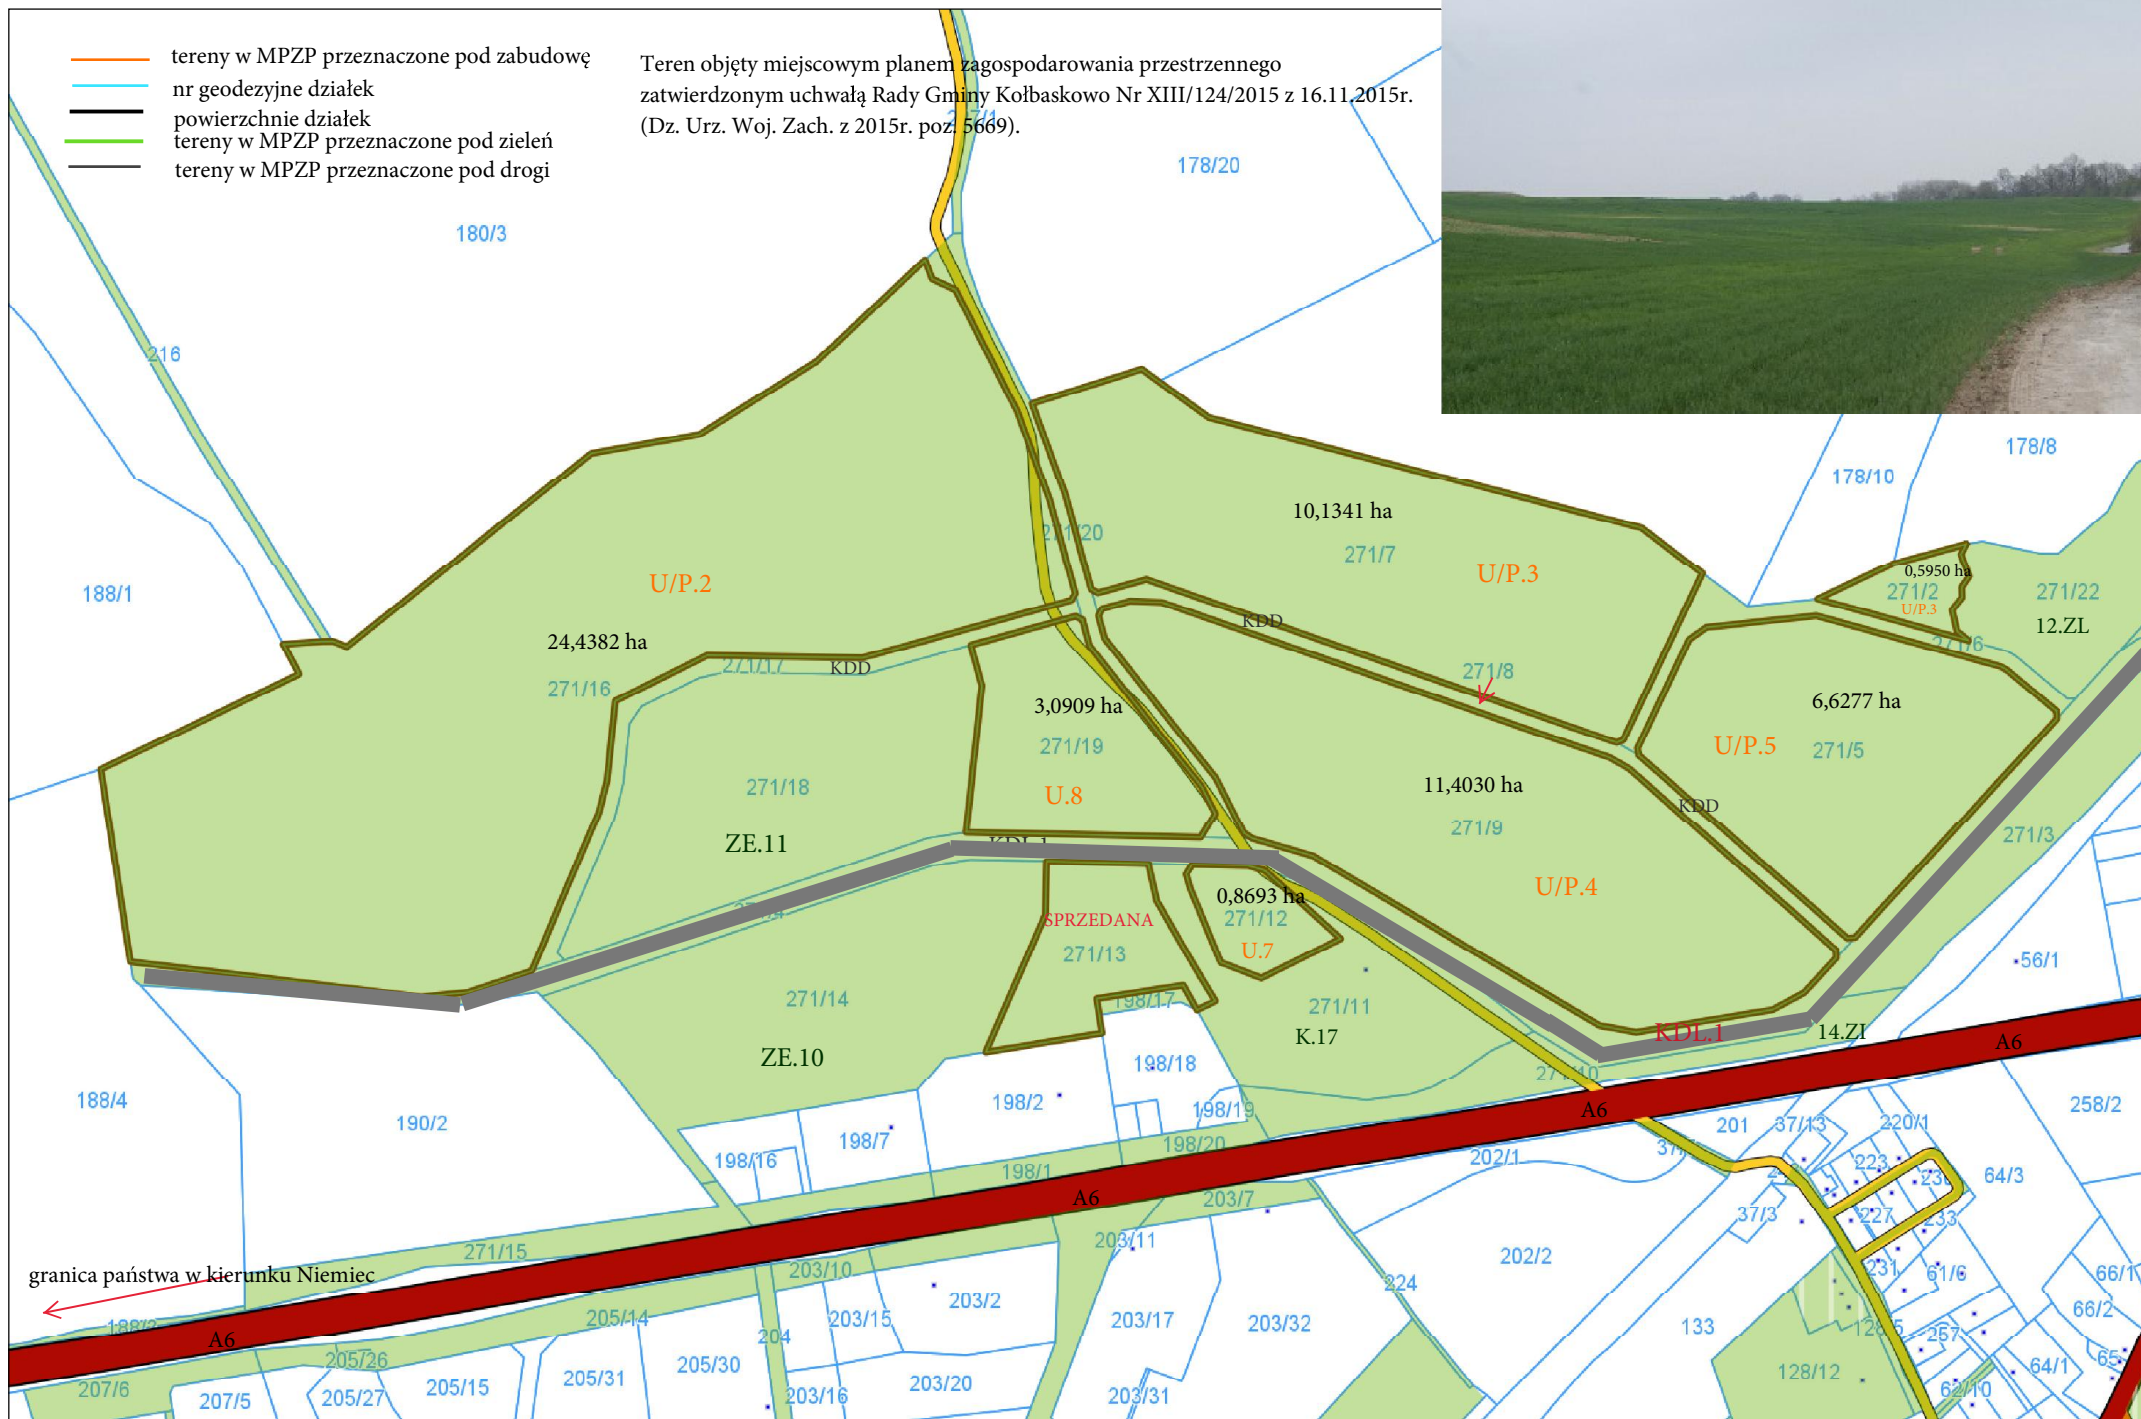 tereny w MPZP przeznaczone pod zabudowę
nr geodezyjne działek
powierzchnie działek
tereny w MPZP przeznaczone pod zieleń
tereny w MPZP przeznaczone pod drogi
Teren objęty miejscowym planem zagospodarowania przestrzennego
zatwierdzonym uchwałą Rady Gminy Kołbaskowo Nr XIII/124/2015 z 16.11.2015r.
(Dz. Urz. Woj. Zach. z 2015r. poz. 5669).
178/20
180/3
216
178/8
178/10
10,1341 ha
271/20
271/7
U/P.3
U/P.2
188/1
0,5950 ha
271/2
U/P.3
271/22
12.ZL
KDD
24,4382 ha
271/16
271/17
KDD
271/6
271/8
3,0909 ha
271/19
U.8
6,6277 ha
U/P.5
271/5
271/18
ZE.11
11,4030 ha
271/9
KDD
271/3
KDL.1
U/P.4
0,8693 ha
271/12
U.7
SPRZEDANA
271/13
271/14
198/17
271/11
K.17
56/1
ZE.10
KDL.1
14.ZI
A6
198/18
271/10
188/4
190/2
198/2
198/19
A6
258/2
198/7
198/16
198/20
198/1
202/1
201
37/13
220/1
223
64/3
A6
203/7
37/3
227
233
203/11
271/15
203/10
202/2
231
61/6
66/1
granica państwa w kierunku Niemiec
224
203/2
203/15
203/17
203/32
205/14
204
133
66/2
A6
205/26
205/30
205/31
203/20
203/16
203/31
128/12
64/1
207/6
207/5
205/27
205/15
62/10